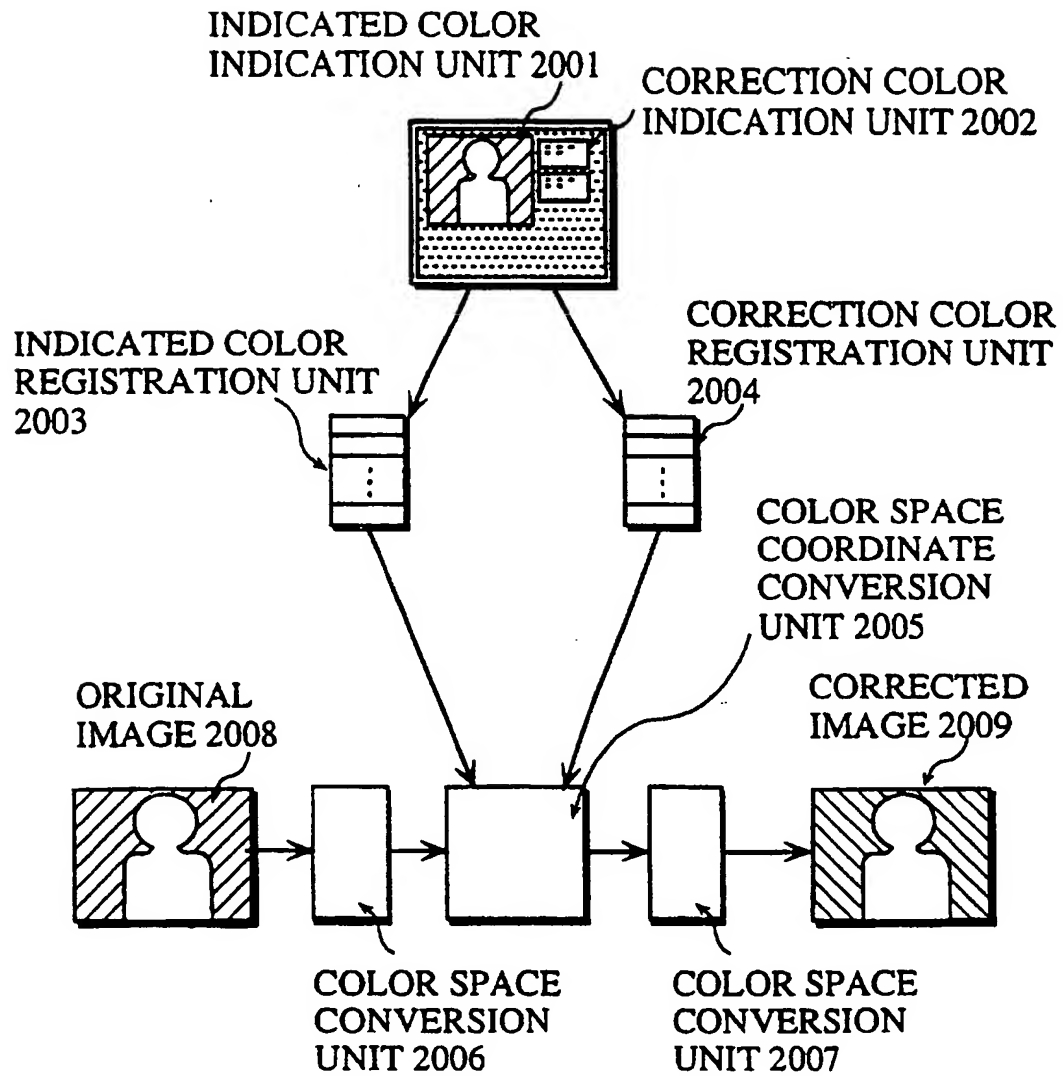 INDICATED COLOR
INDICATION UNIT 2001
CORRECTION COLOR
INDICATION UNIT 2002
INDICATED COLOR
REGISTRATION UNIT
2003
CORRECTION COLOR
REGISTRATION UNIT
2004
COLOR SPACE
COORDINATE
CONVERSION
UNIT 2005
ORIGINAL
IMAGE 2008
CORRECTED
IMAGE 2009
COLOR SPACE
CONVERSION
UNIT 2006
COLOR SPACE
CONVERSION
UNIT 2007